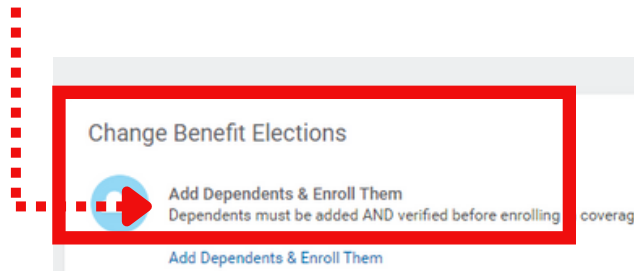 Change Benefit Elections
Add Dependents & Enroll Them
Dependents must be added AND verified before enrolling coverag
Add Dependents & Enroll Them